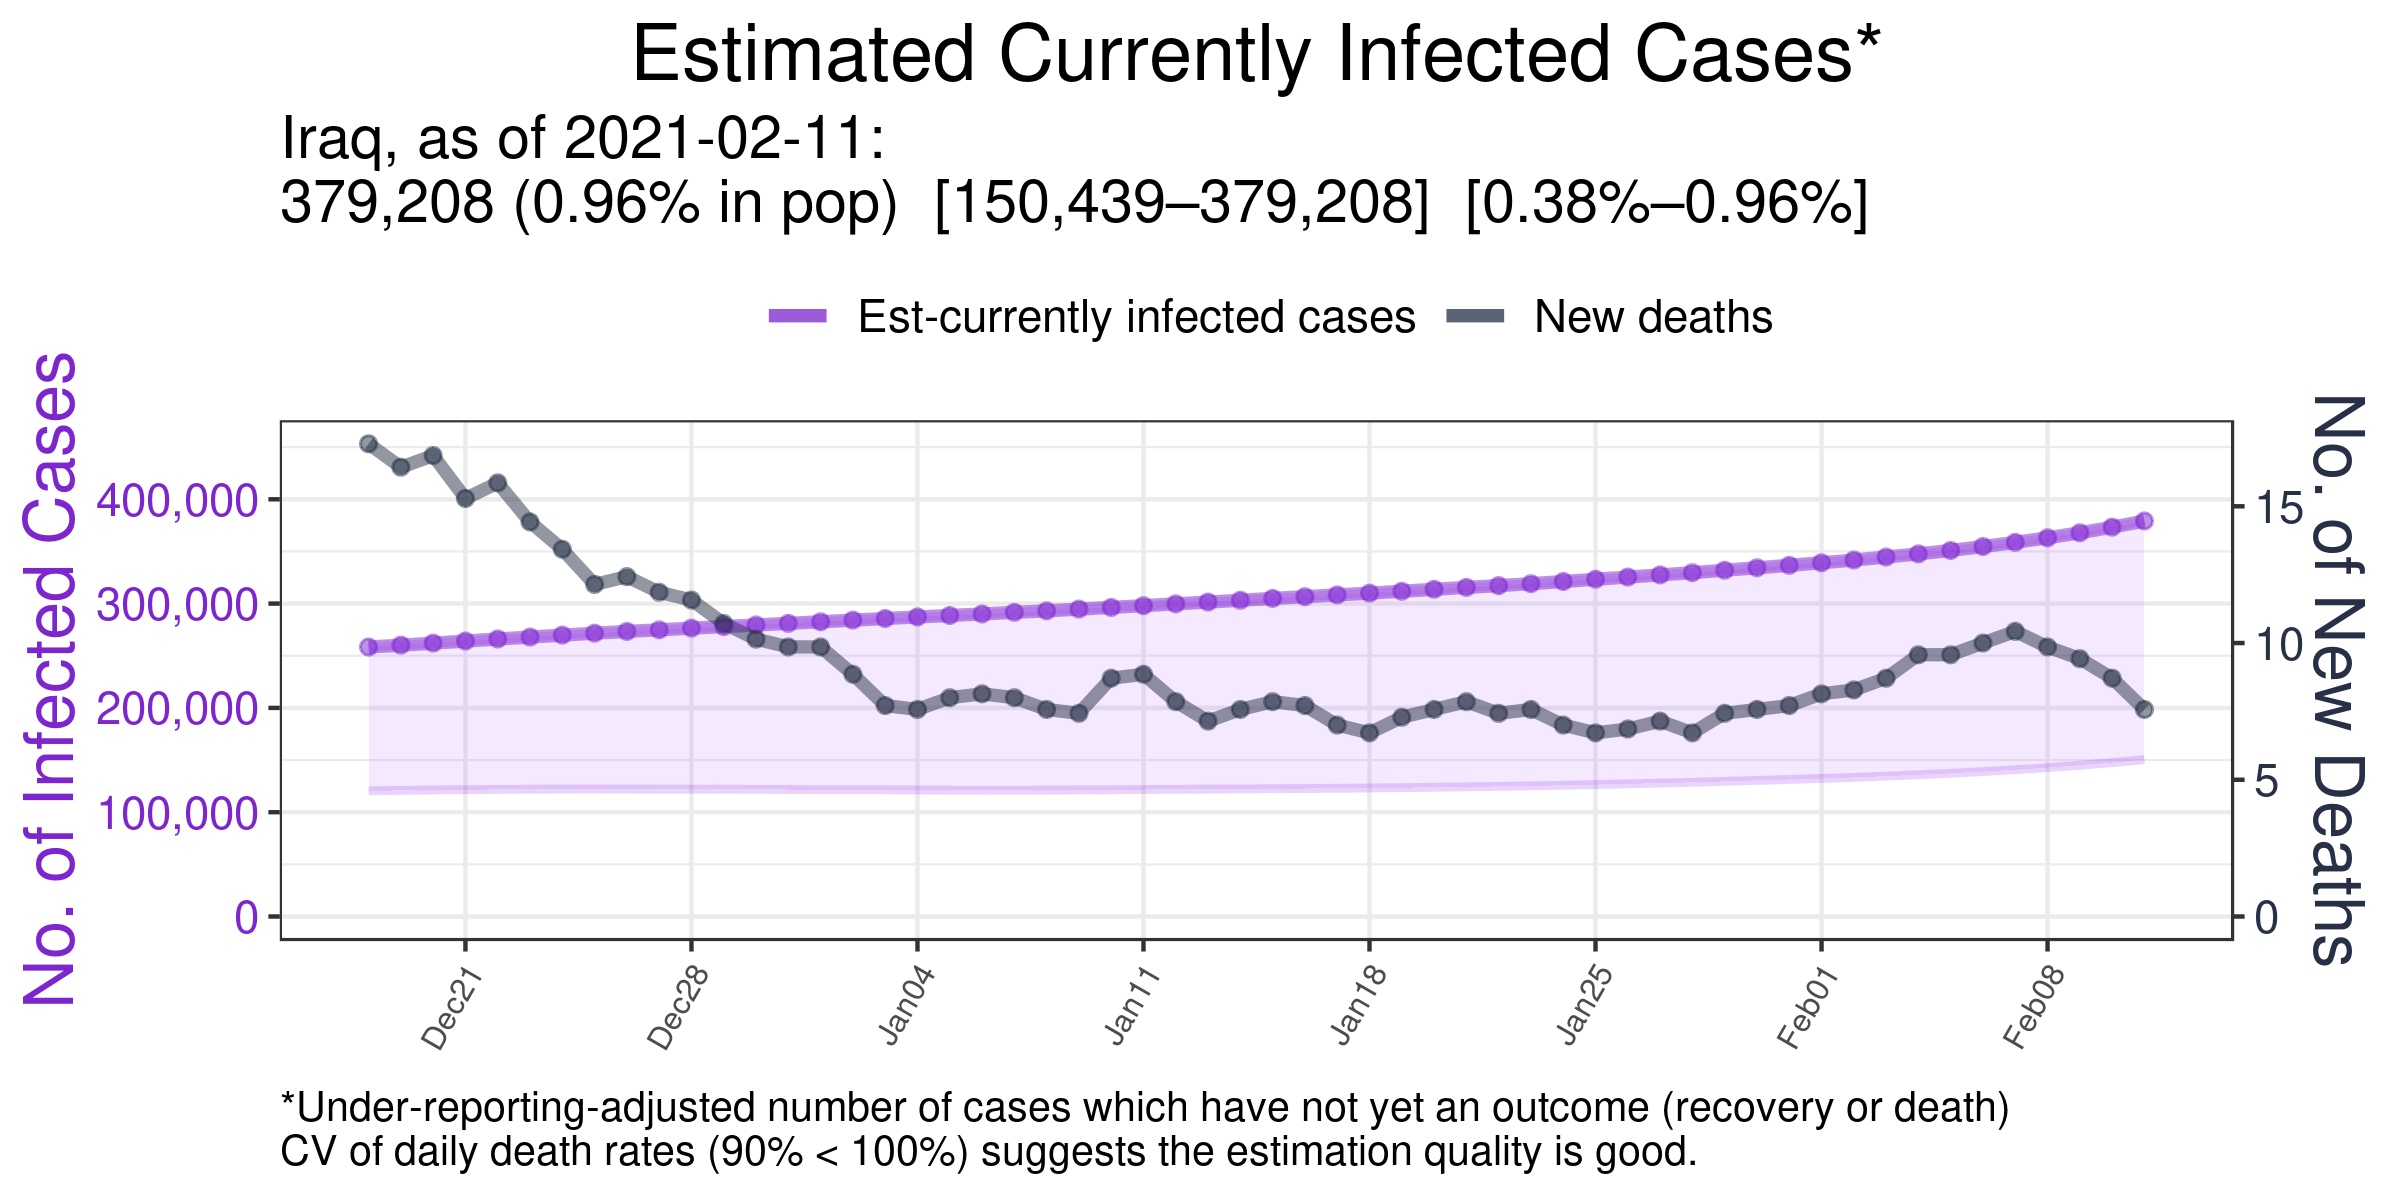 Estimated Currently Infected Cases*
Iraq, as of 2021-02-11:
379,208 (0.96% in pop)  [150,439–379,208]  [0.38%–0.96%]
Est-currently infected cases
New deaths
No. of Infected Cases
400,000
300,000
200,000
100,000
0
15
10
5
0
No. of New Deaths
Dec21
Dec28
Jan04
Jan11
Jan18
Jan25
Feb01
Feb08
*Under-reporting-adjusted number of cases which have not yet an outcome (recovery or death)
CV of daily death rates (90% < 100%) suggests the estimation quality is good.